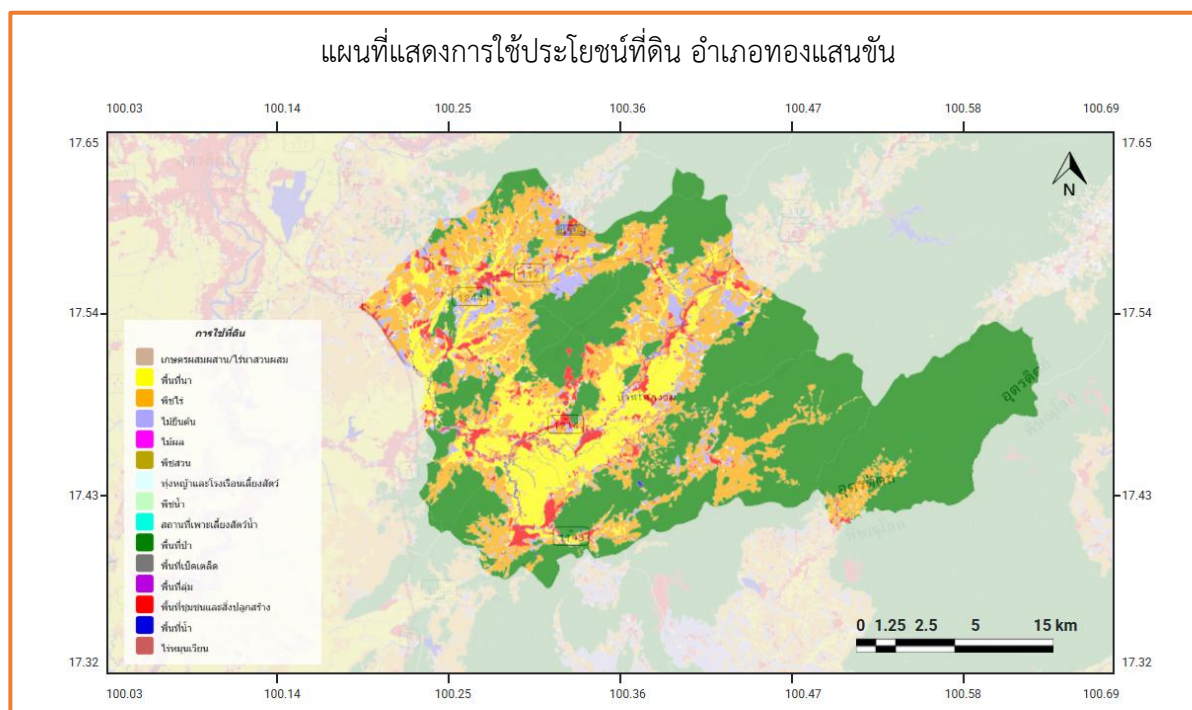 แผนที่แสดงการใช้ประโยชน์ที่ดิน อำเภอทองแสนขัน
100.03 100.14 100.25 100.36 100.47 100.58 100.69
17.65 17.65
N
17.54 17.54
การใช้ที่ดิน
เกษตรผสมผสาน/ไร่นาสวนผสม
พื้นที่นา
พืชไร่
ไม้ยืนต้น
ไม้ผล
พืชสวน
ทุ่งหญ้าและโรงเรือนเลี้ยงสัตว์
พืชน้ำ
สถานที่เพาะเลี้ยงสัตว์น้ำ
พื้นที่ป่า
พื้นที่เบ็ดเตล็ด
พื้นที่ลุ่ม
พื้นที่ชุมชนและสิ่งปลูกสร้าง
พื้นที่น้ำ
ไร่หมุนเวียน
อุตรดิตถ์
17.43 17.43
0 1.25 2.5 5 15 km
17.32 17.32
100.03 100.14 100.25 100.36 100.47 100.58 100.69